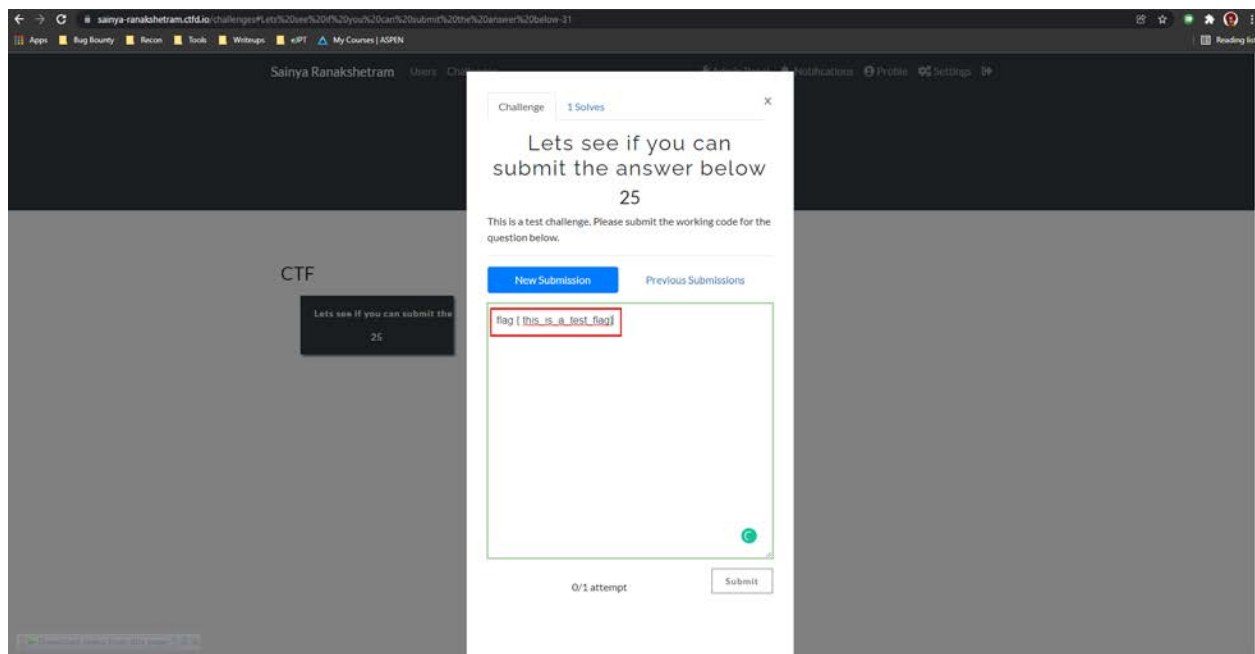 sainya-ranakshetram.ctfd.io/challenges#Lets%20see%20if%20you%20can%20submit%20the%20answer%20below-31
Apps Bug Bounty Recon Tools Writeups eJPT My Courses | ASPEN Reading list
Sainya Ranakshetram Users Admin Panel Notifications Profile Settings
Challenge 1 Solves X
Lets see if you can
submit the answer below
25
This is a test challenge. Please submit the working code for the
question below.
CTF
New Submission Previous Submissions
Lets see if you can submit the
25
flag { this_is_a_test_flag}
0/1 attempt Submit